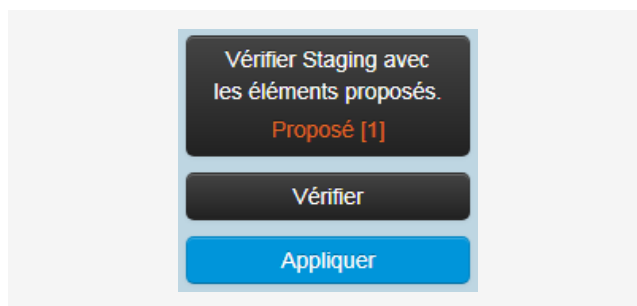 Vérifier Staging avec
les éléments proposés.
Proposé [1]
Vérifier
Appliquer